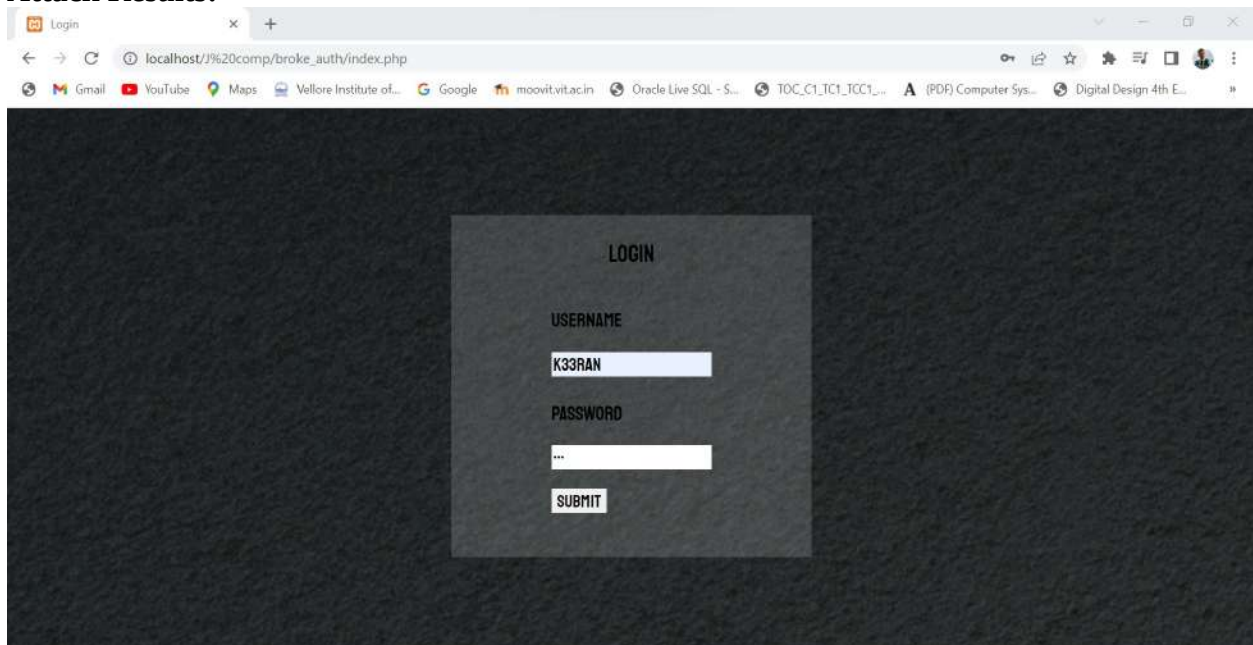 Attack Results:
Login
localhost/J%20comp/broke_auth/index.php
Gmail YouTube Maps Vellore Institute of... Google moovit.vit.ac.in Oracle Live SQL - S... TOC_C1_TC1_TCC1_... (PDF) Computer Sys... Digital Design 4th E... »
LOGIN
USERNAME
K33RAN
PASSWORD
SUBMIT